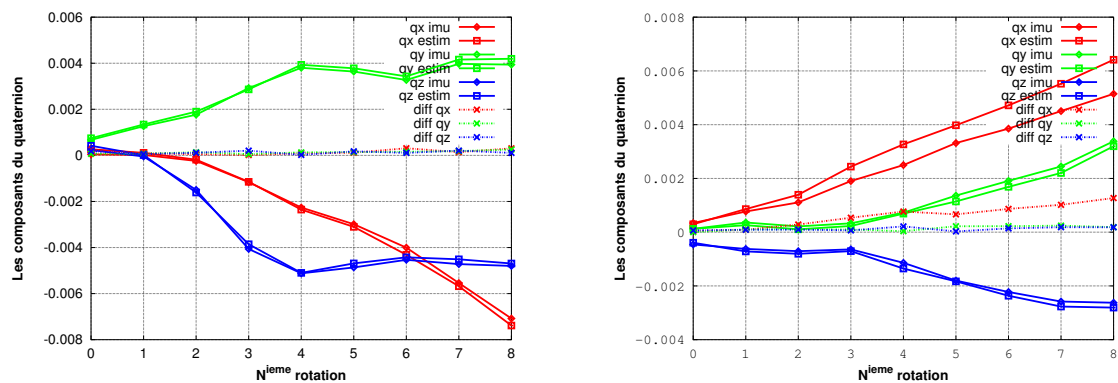 0.006
0.004
0.002
0
-0.002
-0.004
-0.006
-0.008
0 1 2 3 4 5 6 7 8
Les composants du quaternion
N^ieme rotation
qx imu
qx estim
qy imu
qy estim
qz imu
qz estim
diff qx
diff qy
diff qz
0.008
0.006
0.004
0.002
0
−0.002
−0.004
0 1 2 3 4 5 6 7 8
Les composants du quaternion
N^ieme rotation
qx imu
qx estim
qy imu
qy estim
qz imu
qz estim
diff qx
diff qy
diff qz